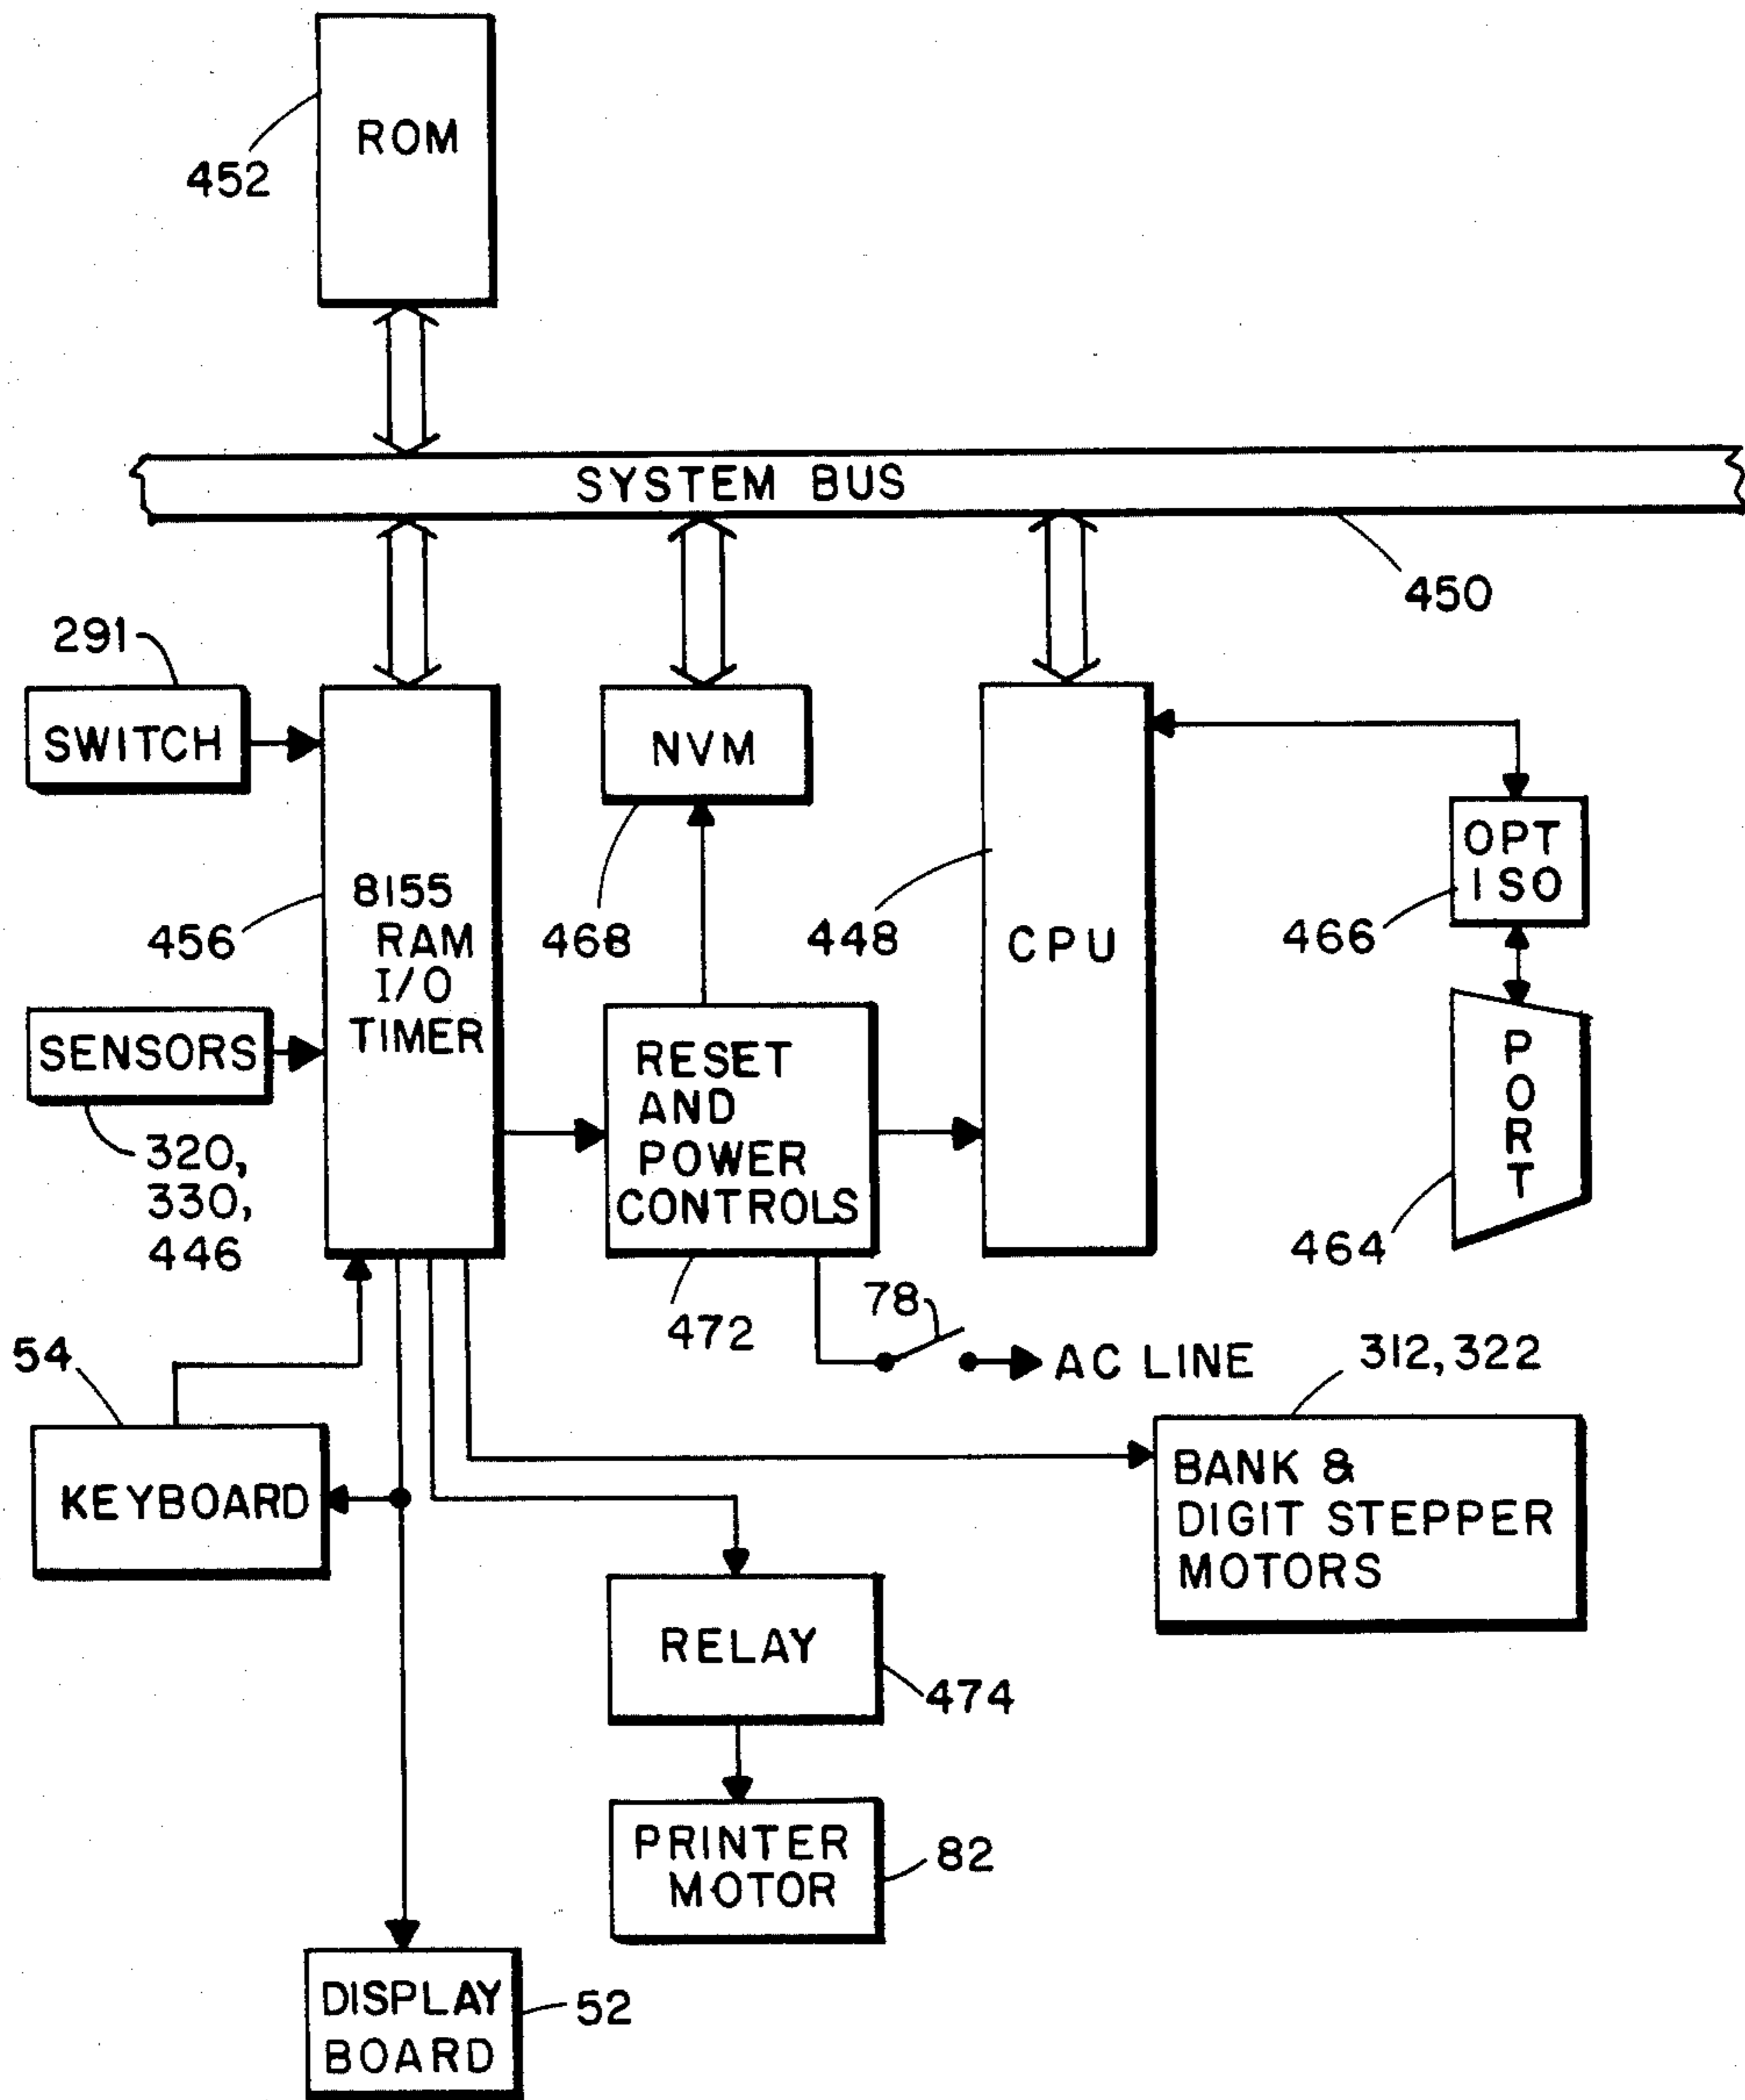 ROM
452
SYSTEM BUS
450
291
SWITCH
NVM
8155
RAM
I/O
TIMER
456
468
448
CPU
OPT
ISO
466
SENSORS
320,
330,
446
RESET
AND
POWER
CONTROLS
472
PORT
464
78
AC LINE
54
KEYBOARD
312, 322
BANK &
DIGIT STEPPER
MOTORS
RELAY
474
PRINTER
MOTOR
82
DISPLAY
BOARD
52